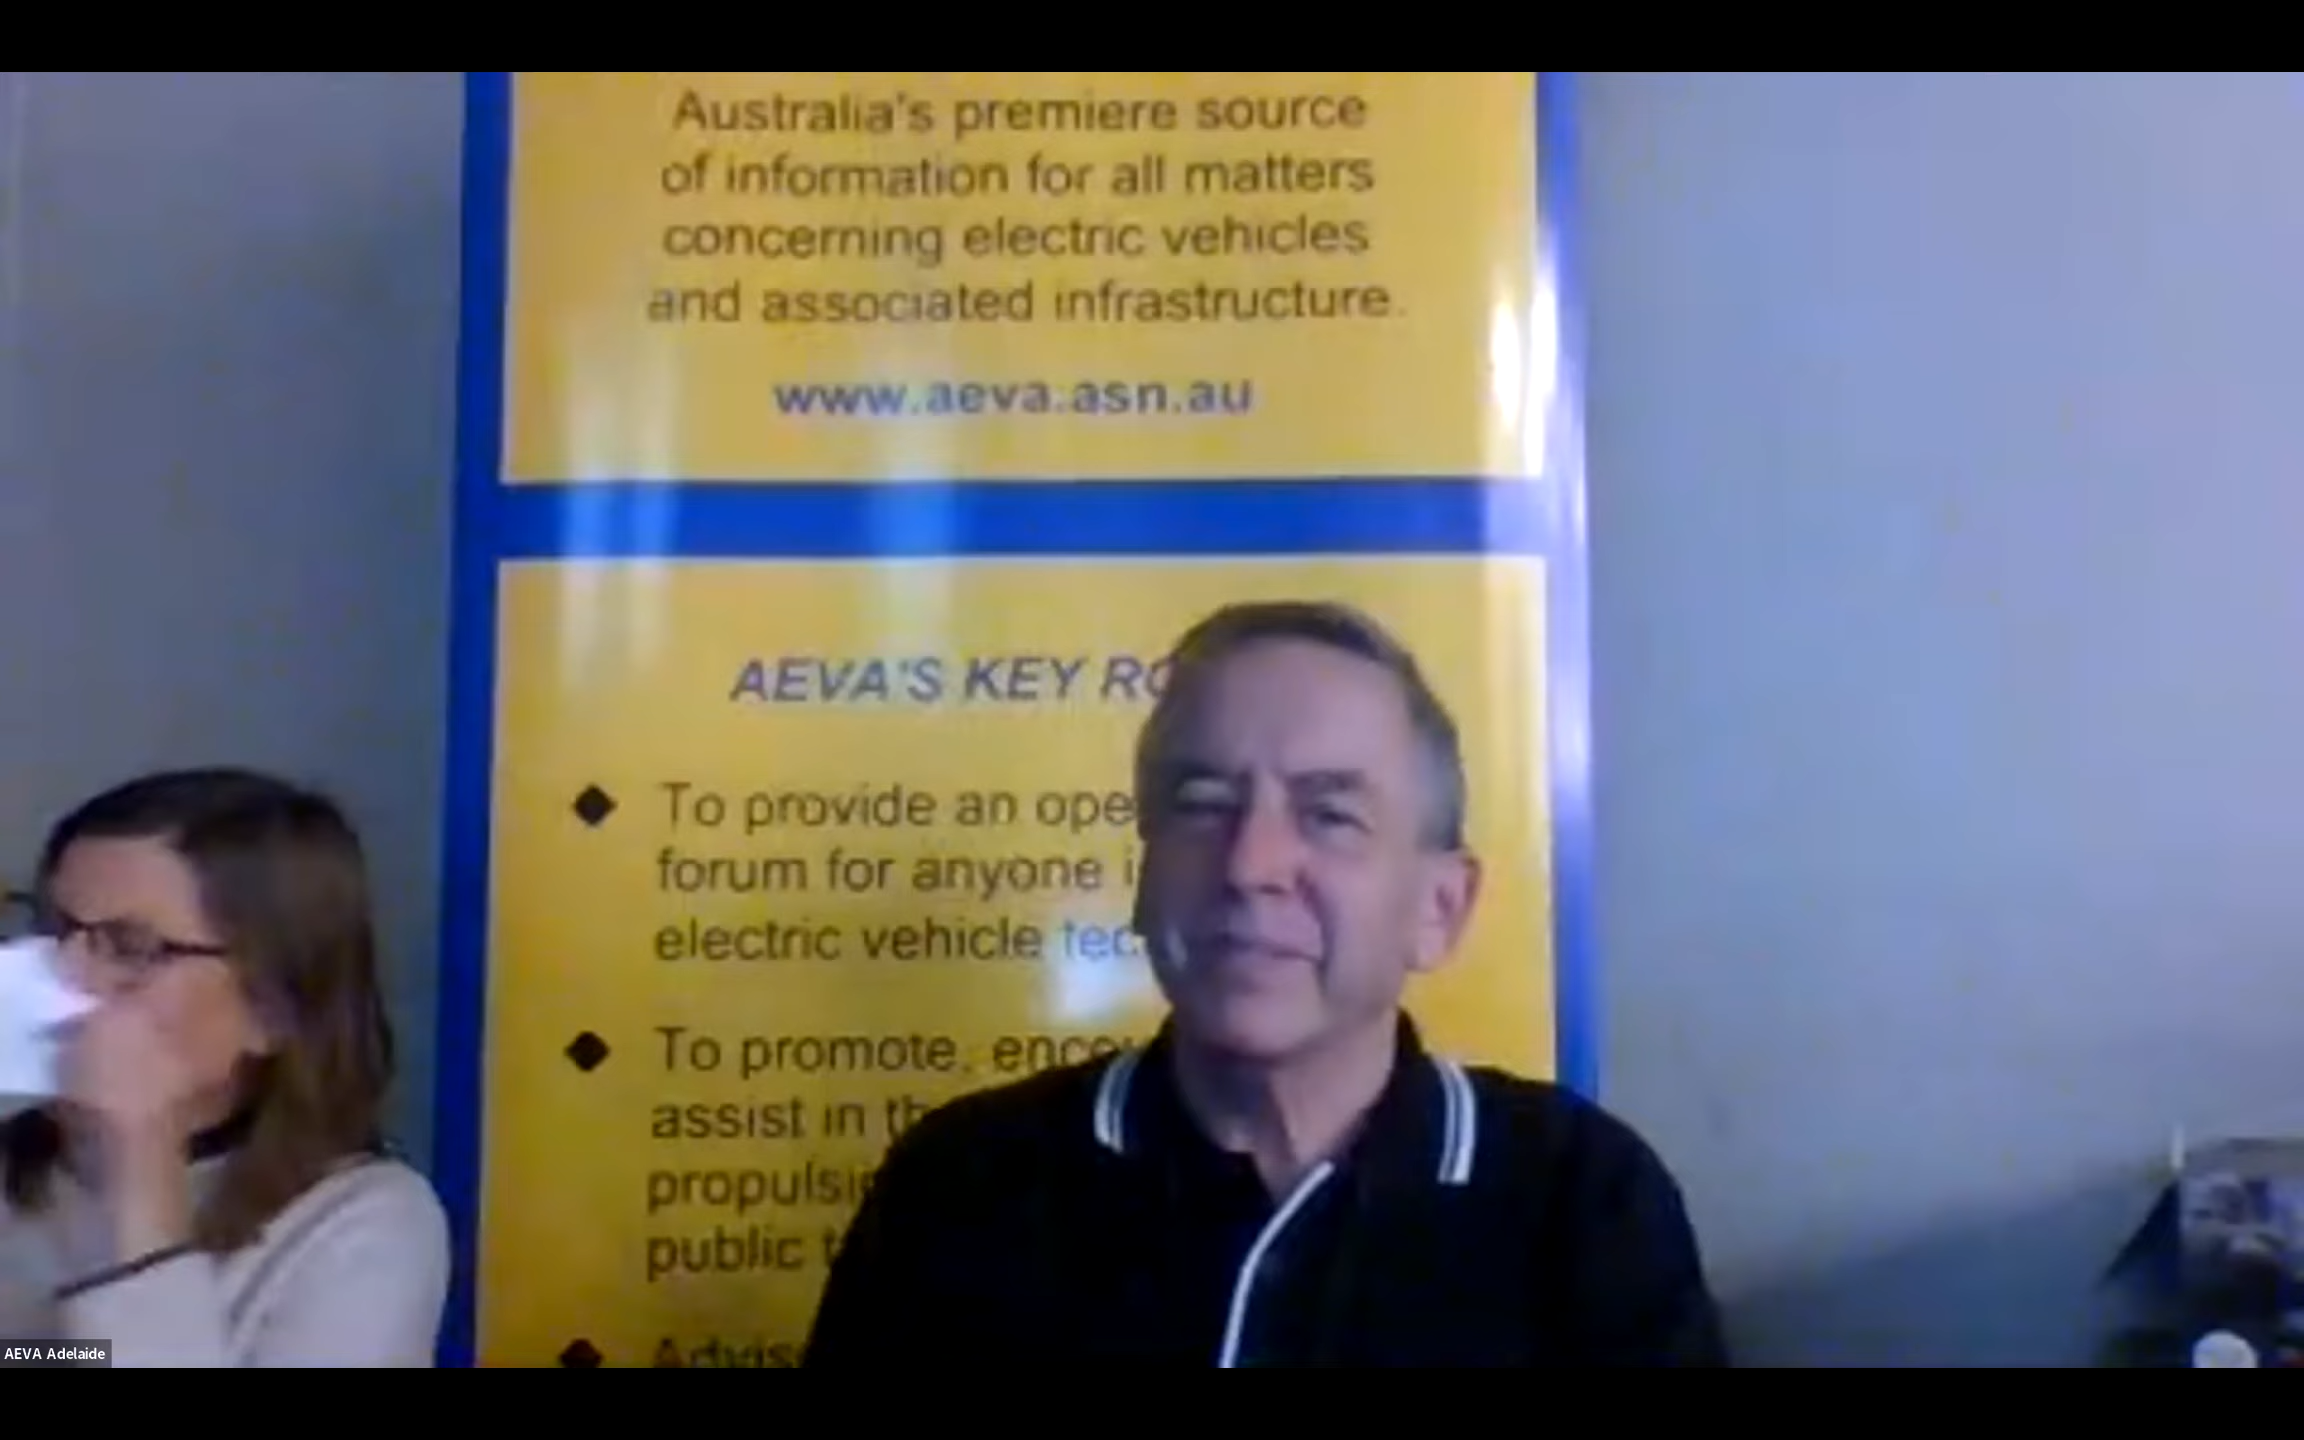 Australia's premiere source
of information for all matters
concerning electric vehicles
and associated infrastructure.
www.aeva.asn.au
AEVA'S KEY
◆ To provide an
forum for anyone
electric vehicle
◆ To promote,
assist in
public
AEVA Adelaide